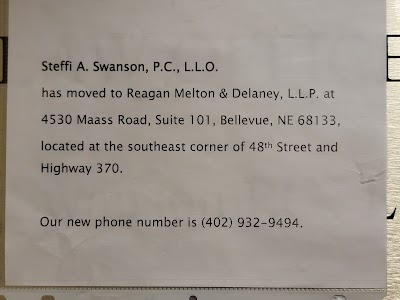 Steffi A. Swanson, P.C., L.L.O.
has moved to Reagan Melton & Delaney, L.L.P. at
4530 Maass Road, Suite 101, Bellevue, NE 68133,
located at the southeast corner of 48th Street and
Highway 370.
Our new phone number is (402) 932-9494.